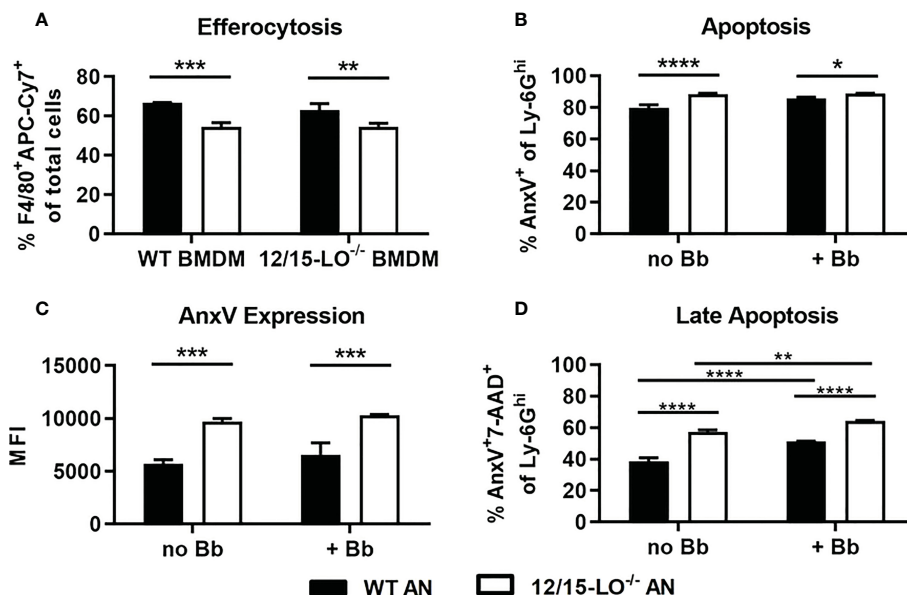 A
Efferocytosis
% F4/80⁺APC-Cy7⁺
of total cells
80
60
40
20
0
***
**
WT BMDM
12/15-LO⁻/⁻ BMDM
B
Apoptosis
% AnxV⁺ of Ly-6Gʰⁱ
100
80
60
40
20
0
****
*
no Bb
+ Bb
C
AnxV Expression
MFI
15000
10000
5000
0
***
***
no Bb
+ Bb
D
Late Apoptosis
% AnxV⁺7-AAD⁺
of Ly-6Gʰⁱ
100
80
60
40
20
0
**
****
****
****
no Bb
+ Bb
WT AN
12/15-LO⁻/⁻ AN